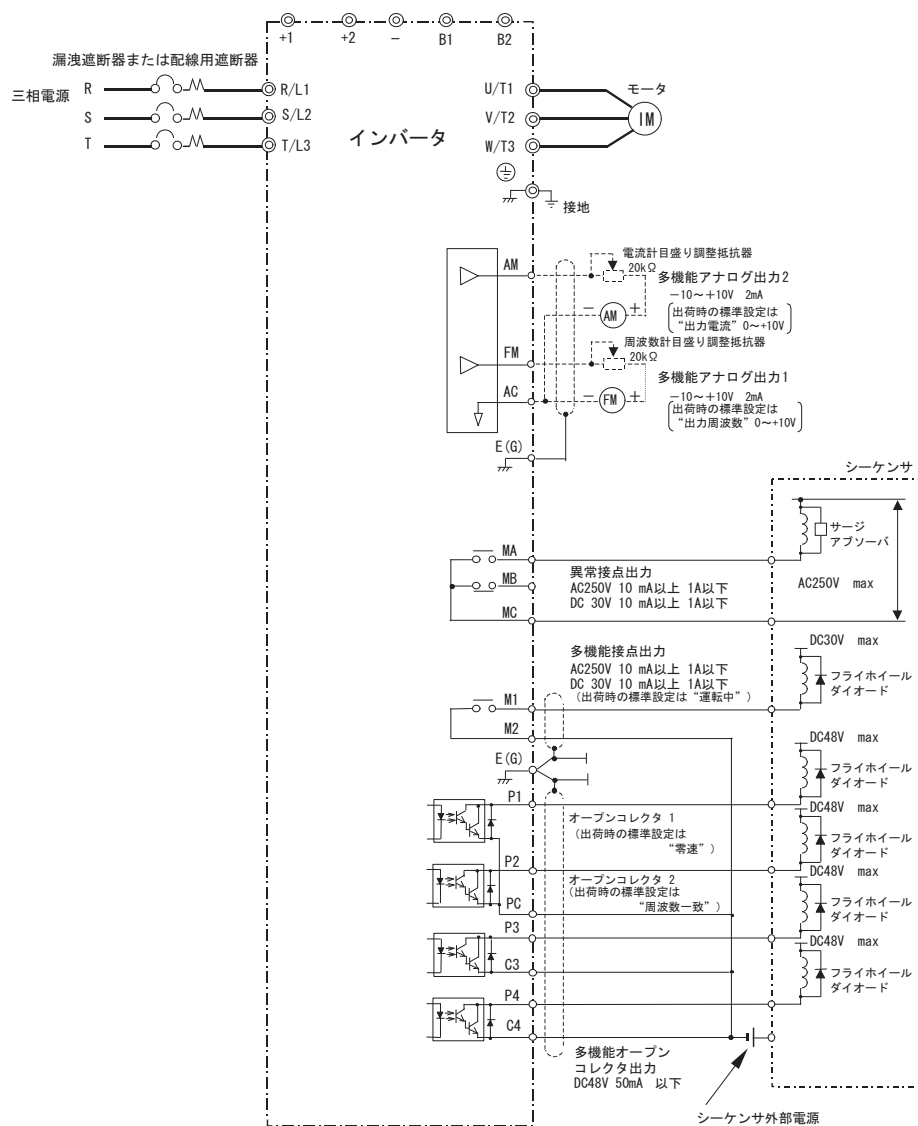 +1 +2 − B1 B2
漏洩遮断器または配線用遮断器
三相電源
R R/L1
S S/L2
T T/L3
インバータ
U/T1
V/T2
W/T3
モータ
IM
接地
AM
電流計目盛り調整抵抗器
20kΩ
多機能アナログ出力2
−10～+10V 2mA
出荷時の標準設定は
“出力電流” 0～+10V
− AM +
FM
周波数計目盛り調整抵抗器
20kΩ
多機能アナログ出力1
−10～+10V 2mA
出荷時の標準設定は
“出力周波数” 0～+10V
AC
− FM +
E(G)
シーケンサ
サージ
アブソーバ
AC250V max
MA
MB
MC
異常接点出力
AC250V 10 mA以上 1A以下
DC 30V 10 mA以上 1A以下
多機能接点出力
AC250V 10 mA以上 1A以下
DC 30V 10 mA以上 1A以下
(出荷時の標準設定は“運転中”)
DC30V max
フライホイール
ダイオード
M1
M2
E(G)
DC48V max
フライホイール
ダイオード
P1
オープンコレクタ 1
(出荷時の標準設定は
“零速”)
DC48V max
フライホイール
ダイオード
P2
オープンコレクタ 2
(出荷時の標準設定は
“周波数一致”)
PC
DC48V max
フライホイール
ダイオード
P3
C3
DC48V max
フライホイール
ダイオード
P4
C4
多機能オープン
コレクタ出力
DC48V 50mA 以下
シーケンサ外部電源